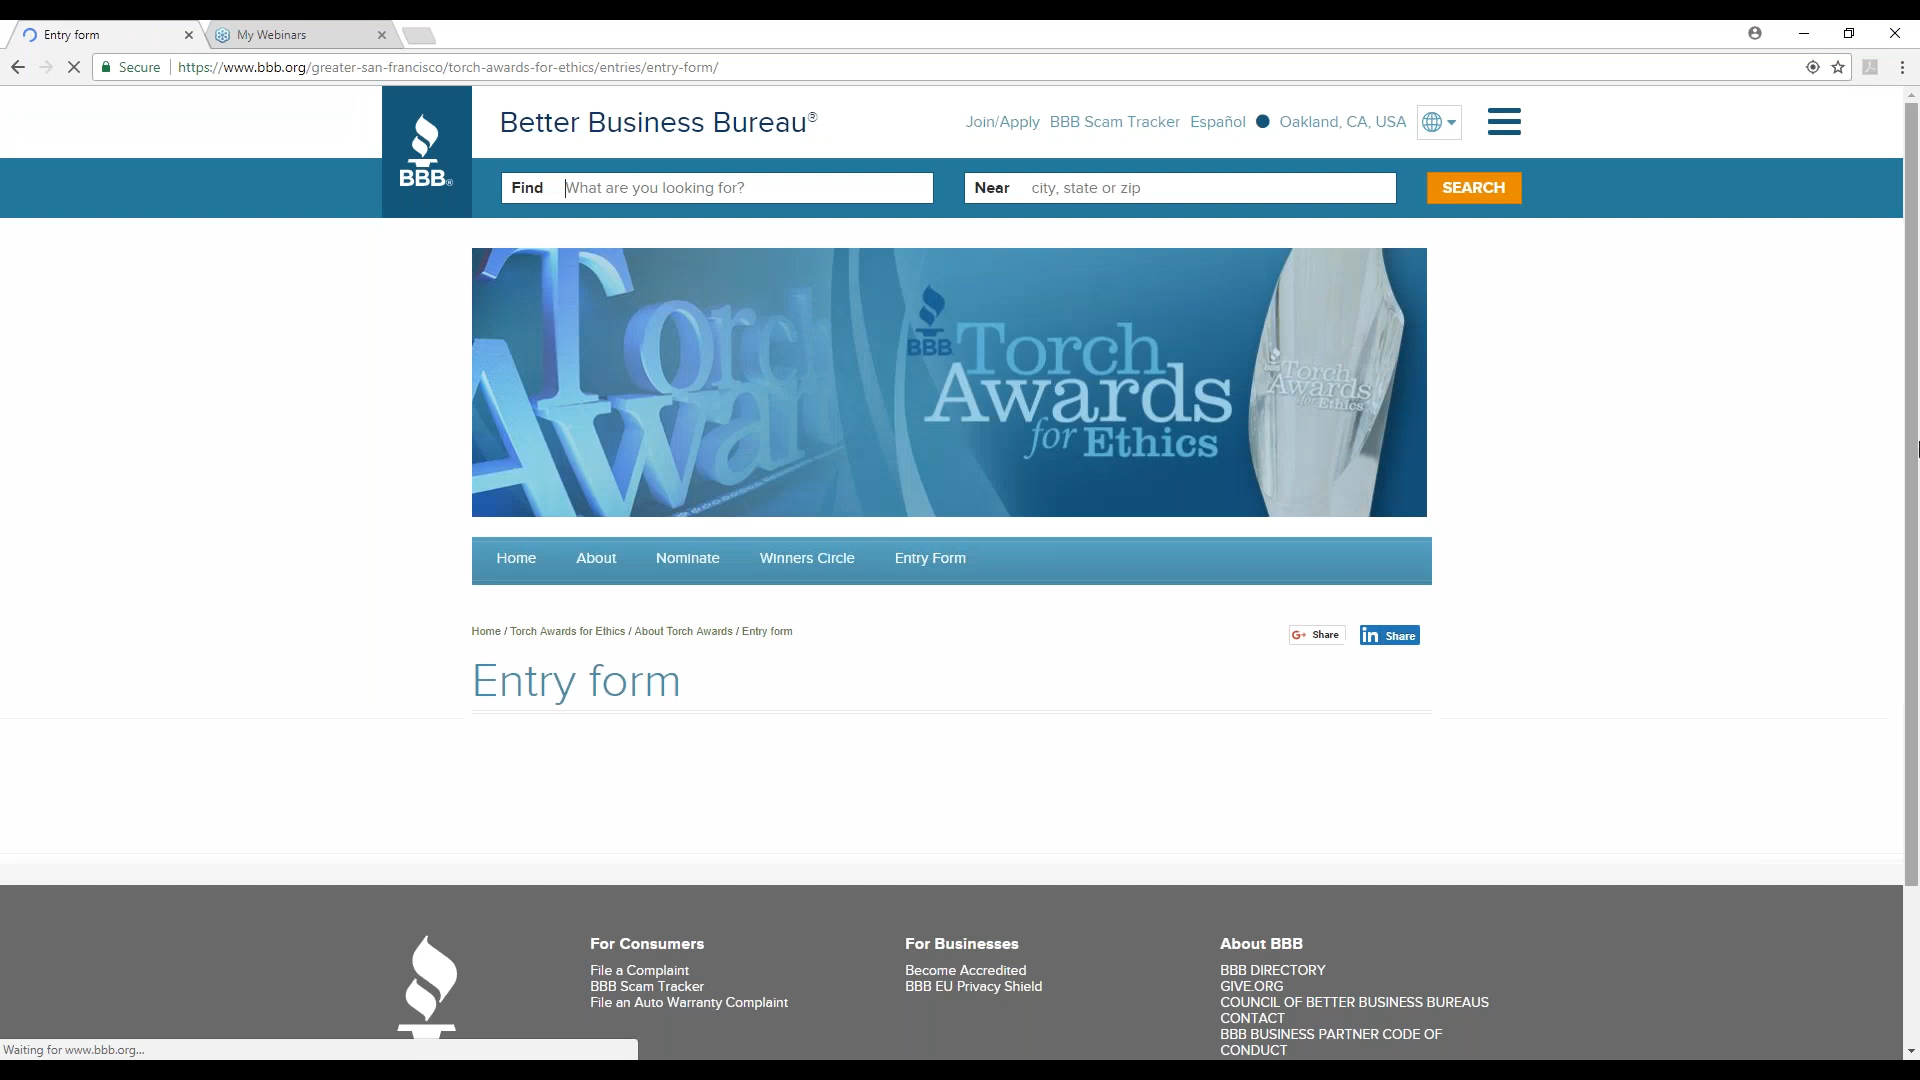 Entry form
My Webinars
Secure https://www.bbb.org/greater-san-francisco/torch-awards-for-ethics/entries/entry-form/
BBB®
Better Business Bureau®
Join/Apply BBB Scam Tracker Español Oakland, CA, USA
Find What are you looking for?
Near city, state or zip
SEARCH
Torch
Awar
BBB
Torch
Awards
for Ethics
BBB
Torch
Awards
for Ethics
Home About Nominate Winners Circle Entry Form
Home / Torch Awards for Ethics / About Torch Awards / Entry form
G+ Share
in Share
Entry form
For Consumers
File a Complaint
BBB Scam Tracker
File an Auto Warranty Complaint
For Businesses
Become Accredited
BBB EU Privacy Shield
About BBB
BBB DIRECTORY
GIVE.ORG
COUNCIL OF BETTER BUSINESS BUREAUS
CONTACT
BBB BUSINESS PARTNER CODE OF
CONDUCT
Waiting for www.bbb.org...